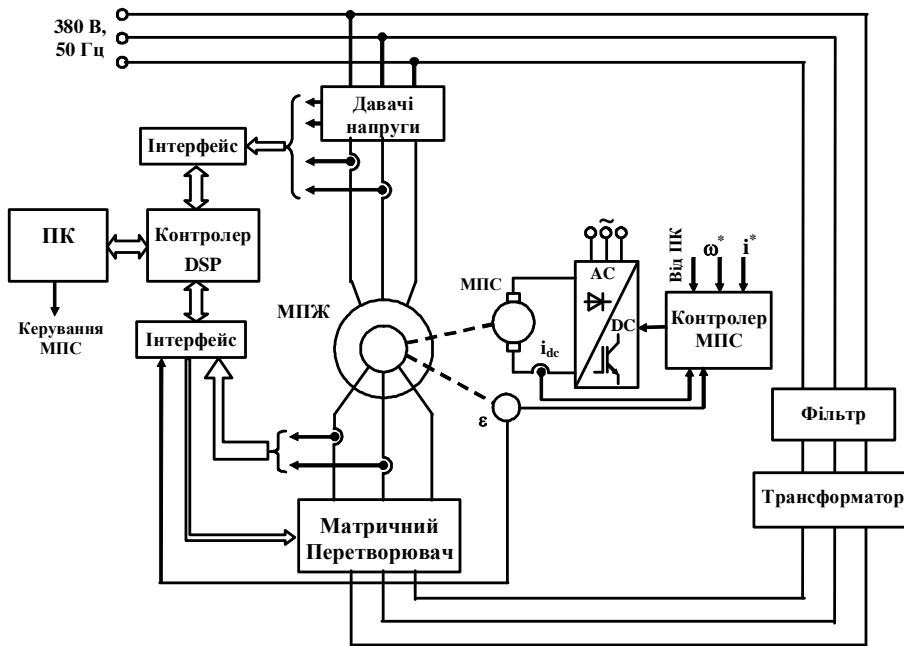 380 В,
50 Гц
Давачі
напруги
Інтерфейс
ПК
Контролер
DSP
Керування
МПС
Інтерфейс
МПЖ
МПС
~
AC
DC
i_dc
ε
Від ПК
ω*
i*
Контролер
МПС
Фільтр
Трансформатор
Матричний
Перетворювач